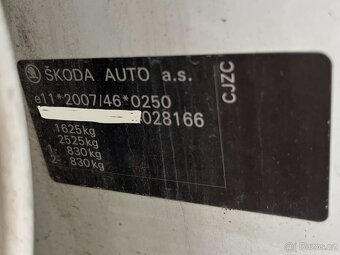 ŠKODA AUTO a.s.
e11*2007/46*0250
028166
1625kg
2525kg
1- 830kg
2- 830kg
CJZC